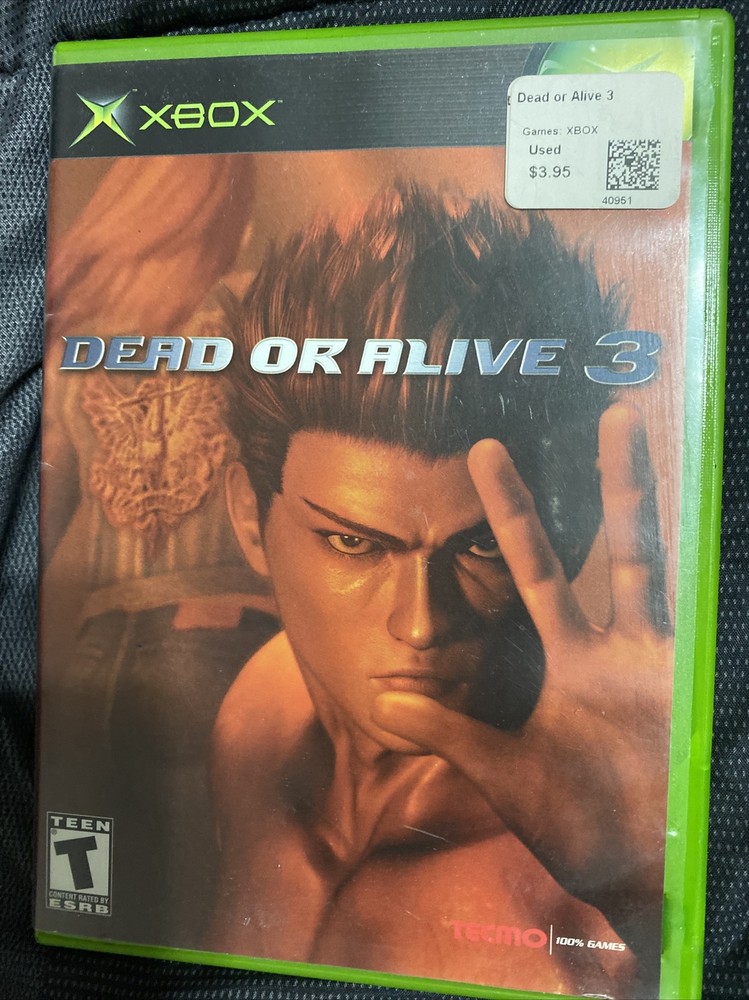 XBOX™
Dead or Alive 3
Games: XBOX
Used
$3.95
40951
DEAD OR ALIVE 3
TEEN
T
CONTENT RATED BY
ESRB
TECMO
100% GAMES